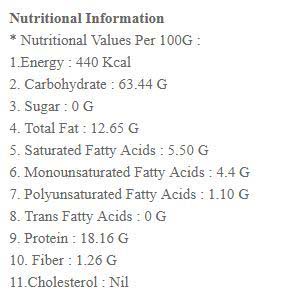 Nutritional Information
* Nutritional Values Per 100G :
1.Energy : 440 Kcal
2. Carbohydrate : 63.44 G
3. Sugar : 0 G
4. Total Fat : 12.65 G
5. Saturated Fatty Acids : 5.50 G
6. Monounsaturated Fatty Acids : 4.4 G
7. Polyunsaturated Fatty Acids : 1.10 G
8. Trans Fatty Acids : 0 G
9. Protein : 18.16 G
10. Fiber : 1.26 G
11.Cholesterol : Nil